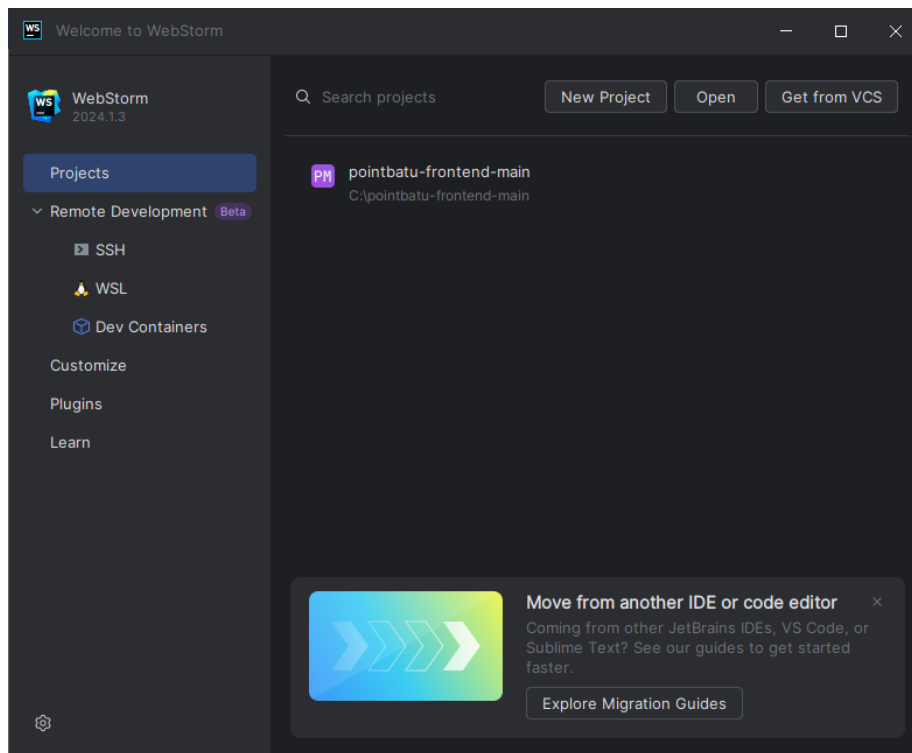 WS Welcome to WebStorm
WS WebStorm
2024.1.3
Search projects New Project Open Get from VCS
Projects
Remote Development Beta
SSH
WSL
Dev Containers
Customize
Plugins
Learn
PM pointbatu-frontend-main
C:\pointbatu-frontend-main
Move from another IDE or code editor
Coming from other JetBrains IDEs, VS Code, or
Sublime Text? See our guides to get started
faster.
Explore Migration Guides